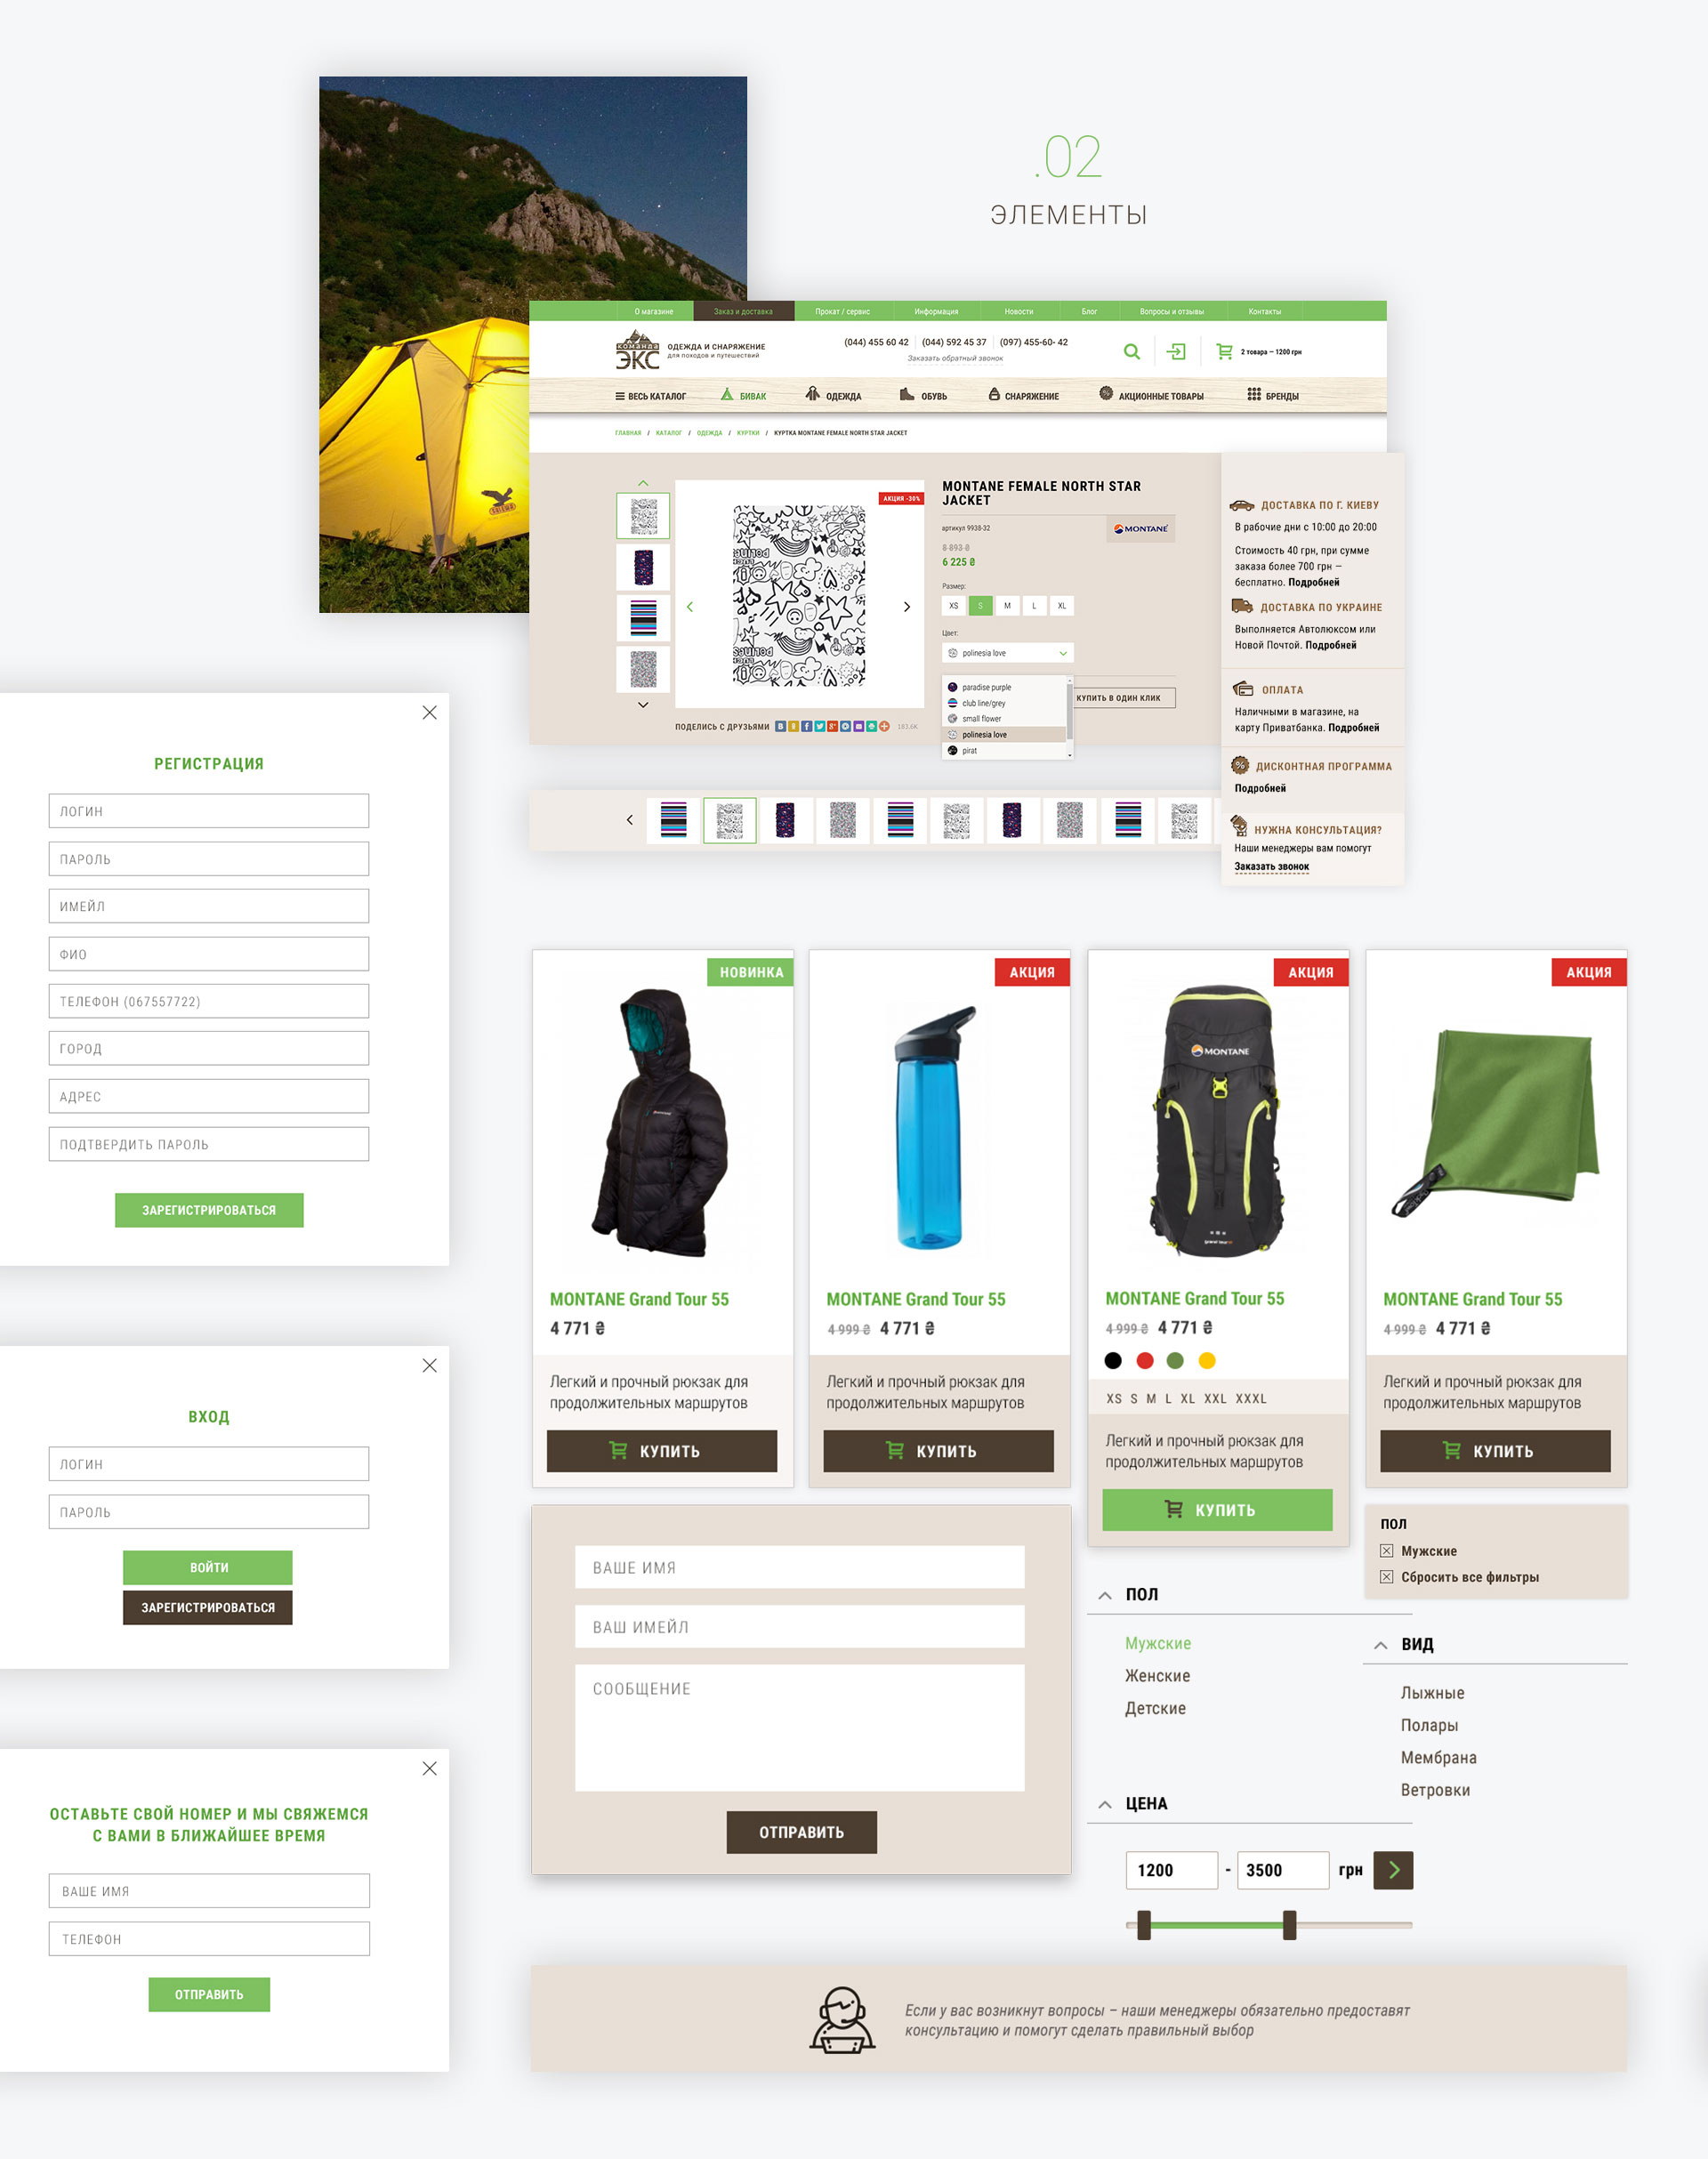 .02
ЭЛЕМЕНТЫ
SALEWA
О магазине
Заказ и доставка
Прокат / сервис
Информация
Новости
Блог
Вопросы и отзывы
Контакты
КОМАНДА
ЭКС
ОДЕЖДА И СНАРЯЖЕНИЕ
для походов и путешествий
(044) 455 60 42
(044) 592 45 37
(097) 455-60- 42
Заказать обратный звонок
2 товара — 1200 грн
ВЕСЬ КАТАЛОГ
БИВАК
ОДЕЖДА
ОБУВЬ
СНАРЯЖЕНИЕ
АКЦИОННЫЕ ТОВАРЫ
БРЕНДЫ
ГЛАВНАЯ / КАТАЛОГ / ОДЕЖДА / КУРТКИ / КУРТКА MONTANE FEMALE NORTH STAR JACKET
АКЦИЯ -30%
MONTANE FEMALE NORTH STAR
JACKET
артикул 9938-32
MONTANE
8 893 ₴
6 225 ₴
Размер:
XS
S
M
L
XL
Цвет:
polinesia love
paradise purple
club line/grey
small flower
polinesia love
pirat
КУПИТЬ В ОДИН КЛИК
ПОДЕЛИСЬ С ДРУЗЬЯМИ
183.6K
ДОСТАВКА ПО Г. КИЕВУ
В рабочие дни с 10:00 до 20:00
Стоимость 40 грн, при сумме
заказа более 700 грн —
бесплатно. Подробней
ДОСТАВКА ПО УКРАИНЕ
Выполняется Автолюксом или
Новой Почтой. Подробней
ОПЛАТА
Наличными в магазине, на
карту Приватбанка. Подробней
ДИСКОНТНАЯ ПРОГРАММА
Подробней
НУЖНА КОНСУЛЬТАЦИЯ?
Наши менеджеры вам помогут
Заказать звонок
РЕГИСТРАЦИЯ
ЛОГИН
ПАРОЛЬ
ИМЕЙЛ
ФИО
ТЕЛЕФОН (067557722)
ГОРОД
АДРЕС
ПОДТВЕРДИТЬ ПАРОЛЬ
ЗАРЕГИСТРИРОВАТЬСЯ
ВХОД
ЛОГИН
ПАРОЛЬ
ВОЙТИ
ЗАРЕГИСТРИРОВАТЬСЯ
ОСТАВЬТЕ СВОЙ НОМЕР И МЫ СВЯЖЕМСЯ
С ВАМИ В БЛИЖАЙШЕЕ ВРЕМЯ
ВАШЕ ИМЯ
ТЕЛЕФОН
ОТПРАВИТЬ
НОВИНКА
MONTANE Grand Tour 55
4 771 ₴
Легкий и прочный рюкзак для
продолжительных маршрутов
КУПИТЬ
АКЦИЯ
MONTANE Grand Tour 55
4 999 ₴ 4 771 ₴
Легкий и прочный рюкзак для
продолжительных маршрутов
КУПИТЬ
АКЦИЯ
MONTANE
grand tour
MONTANE Grand Tour 55
4 999 ₴ 4 771 ₴
XS S M L XL XXL XXXL
Легкий и прочный рюкзак для
продолжительных маршрутов
КУПИТЬ
АКЦИЯ
MONTANE Grand Tour 55
4 999 ₴ 4 771 ₴
Легкий и прочный рюкзак для
продолжительных маршрутов
КУПИТЬ
ВАШЕ ИМЯ
ВАШ ИМЕЙЛ
СООБЩЕНИЕ
ОТПРАВИТЬ
ПОЛ
Мужские
Сбросить все фильтры
ПОЛ
Мужские
Женские
Детские
ВИД
Лыжные
Полары
Мембрана
Ветровки
ЦЕНА
1200 - 3500 грн
Если у вас возникнут вопросы – наши менеджеры обязательно предоставят
консультацию и помогут сделать правильный выбор